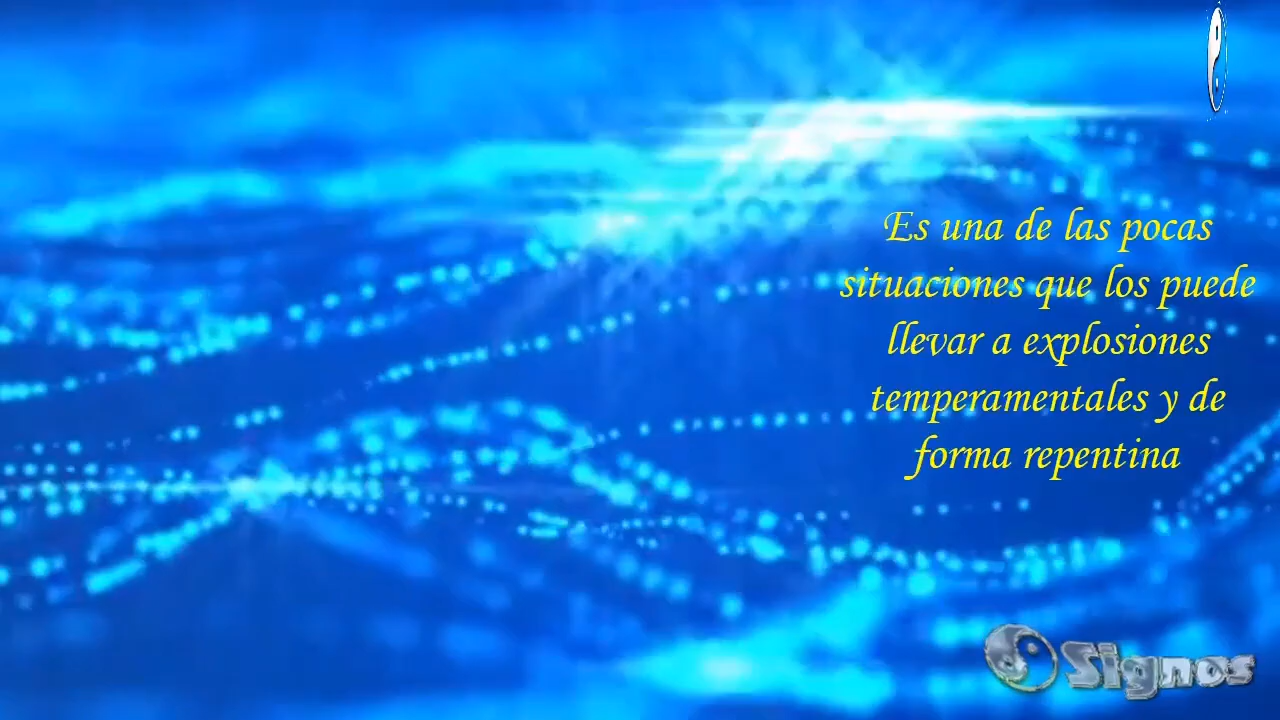 Es una de las pocas
situaciones que los puede
llevar a explosiones
temperamentales y de
forma repentina
Signos